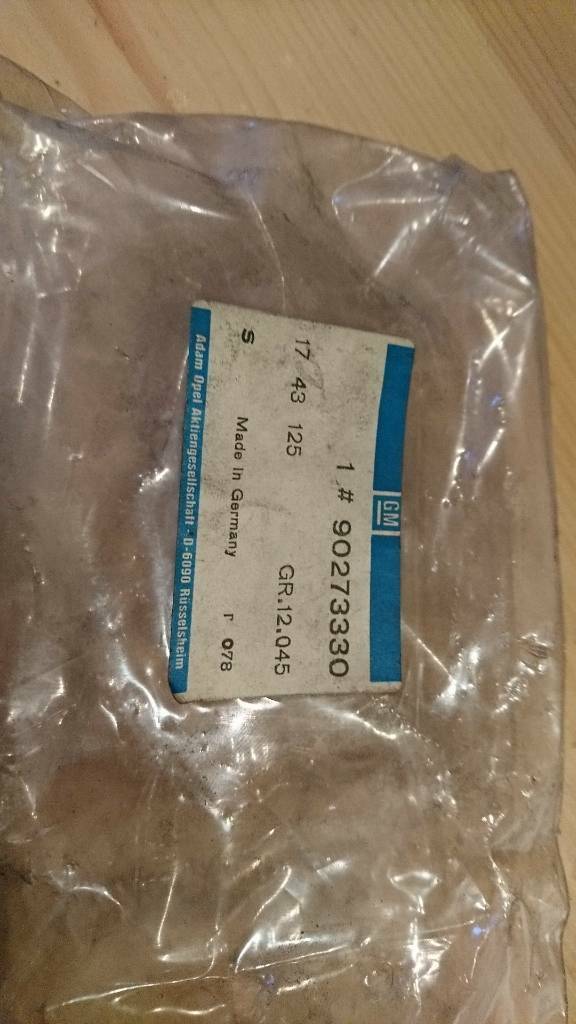 GM
1 # 90273330
17 43 125 GR.12.045
Made In Germany r 078
S
Adam Opel Aktiengesellschaft · D-6090 Rüsselsheim